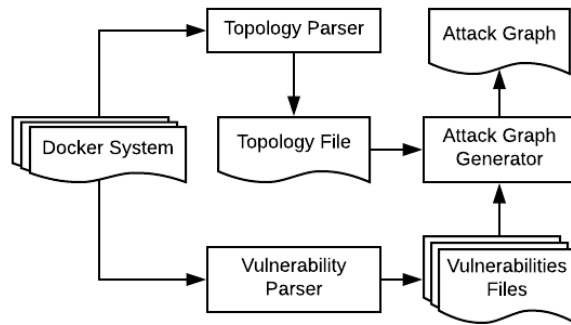 Topology Parser
Attack Graph
Docker System
Topology File
Attack Graph
Generator
Vulnerability
Parser
Vulnerabilities
Files